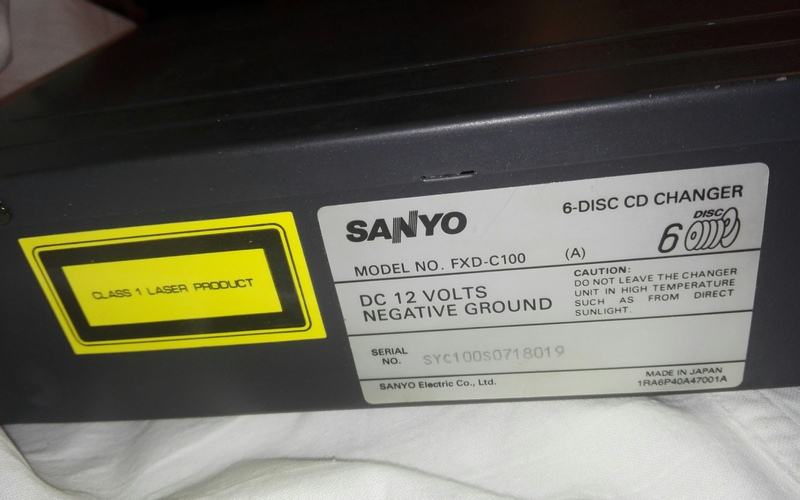 CLASS 1 LASER PRODUCT
SANYO
6-DISC CD CHANGER
DISC
6
MODEL NO. FXD-C100 (A)
DC 12 VOLTS
NEGATIVE GROUND
CAUTION:
DO NOT LEAVE THE CHANGER
UNIT IN HIGH TEMPERATURE
SUCH AS FROM DIRECT
SUNLIGHT.
SERIAL
NO.
SYC100S0718019
SANYO Electric Co., Ltd.
MADE IN JAPAN
1RA6P40A47001A